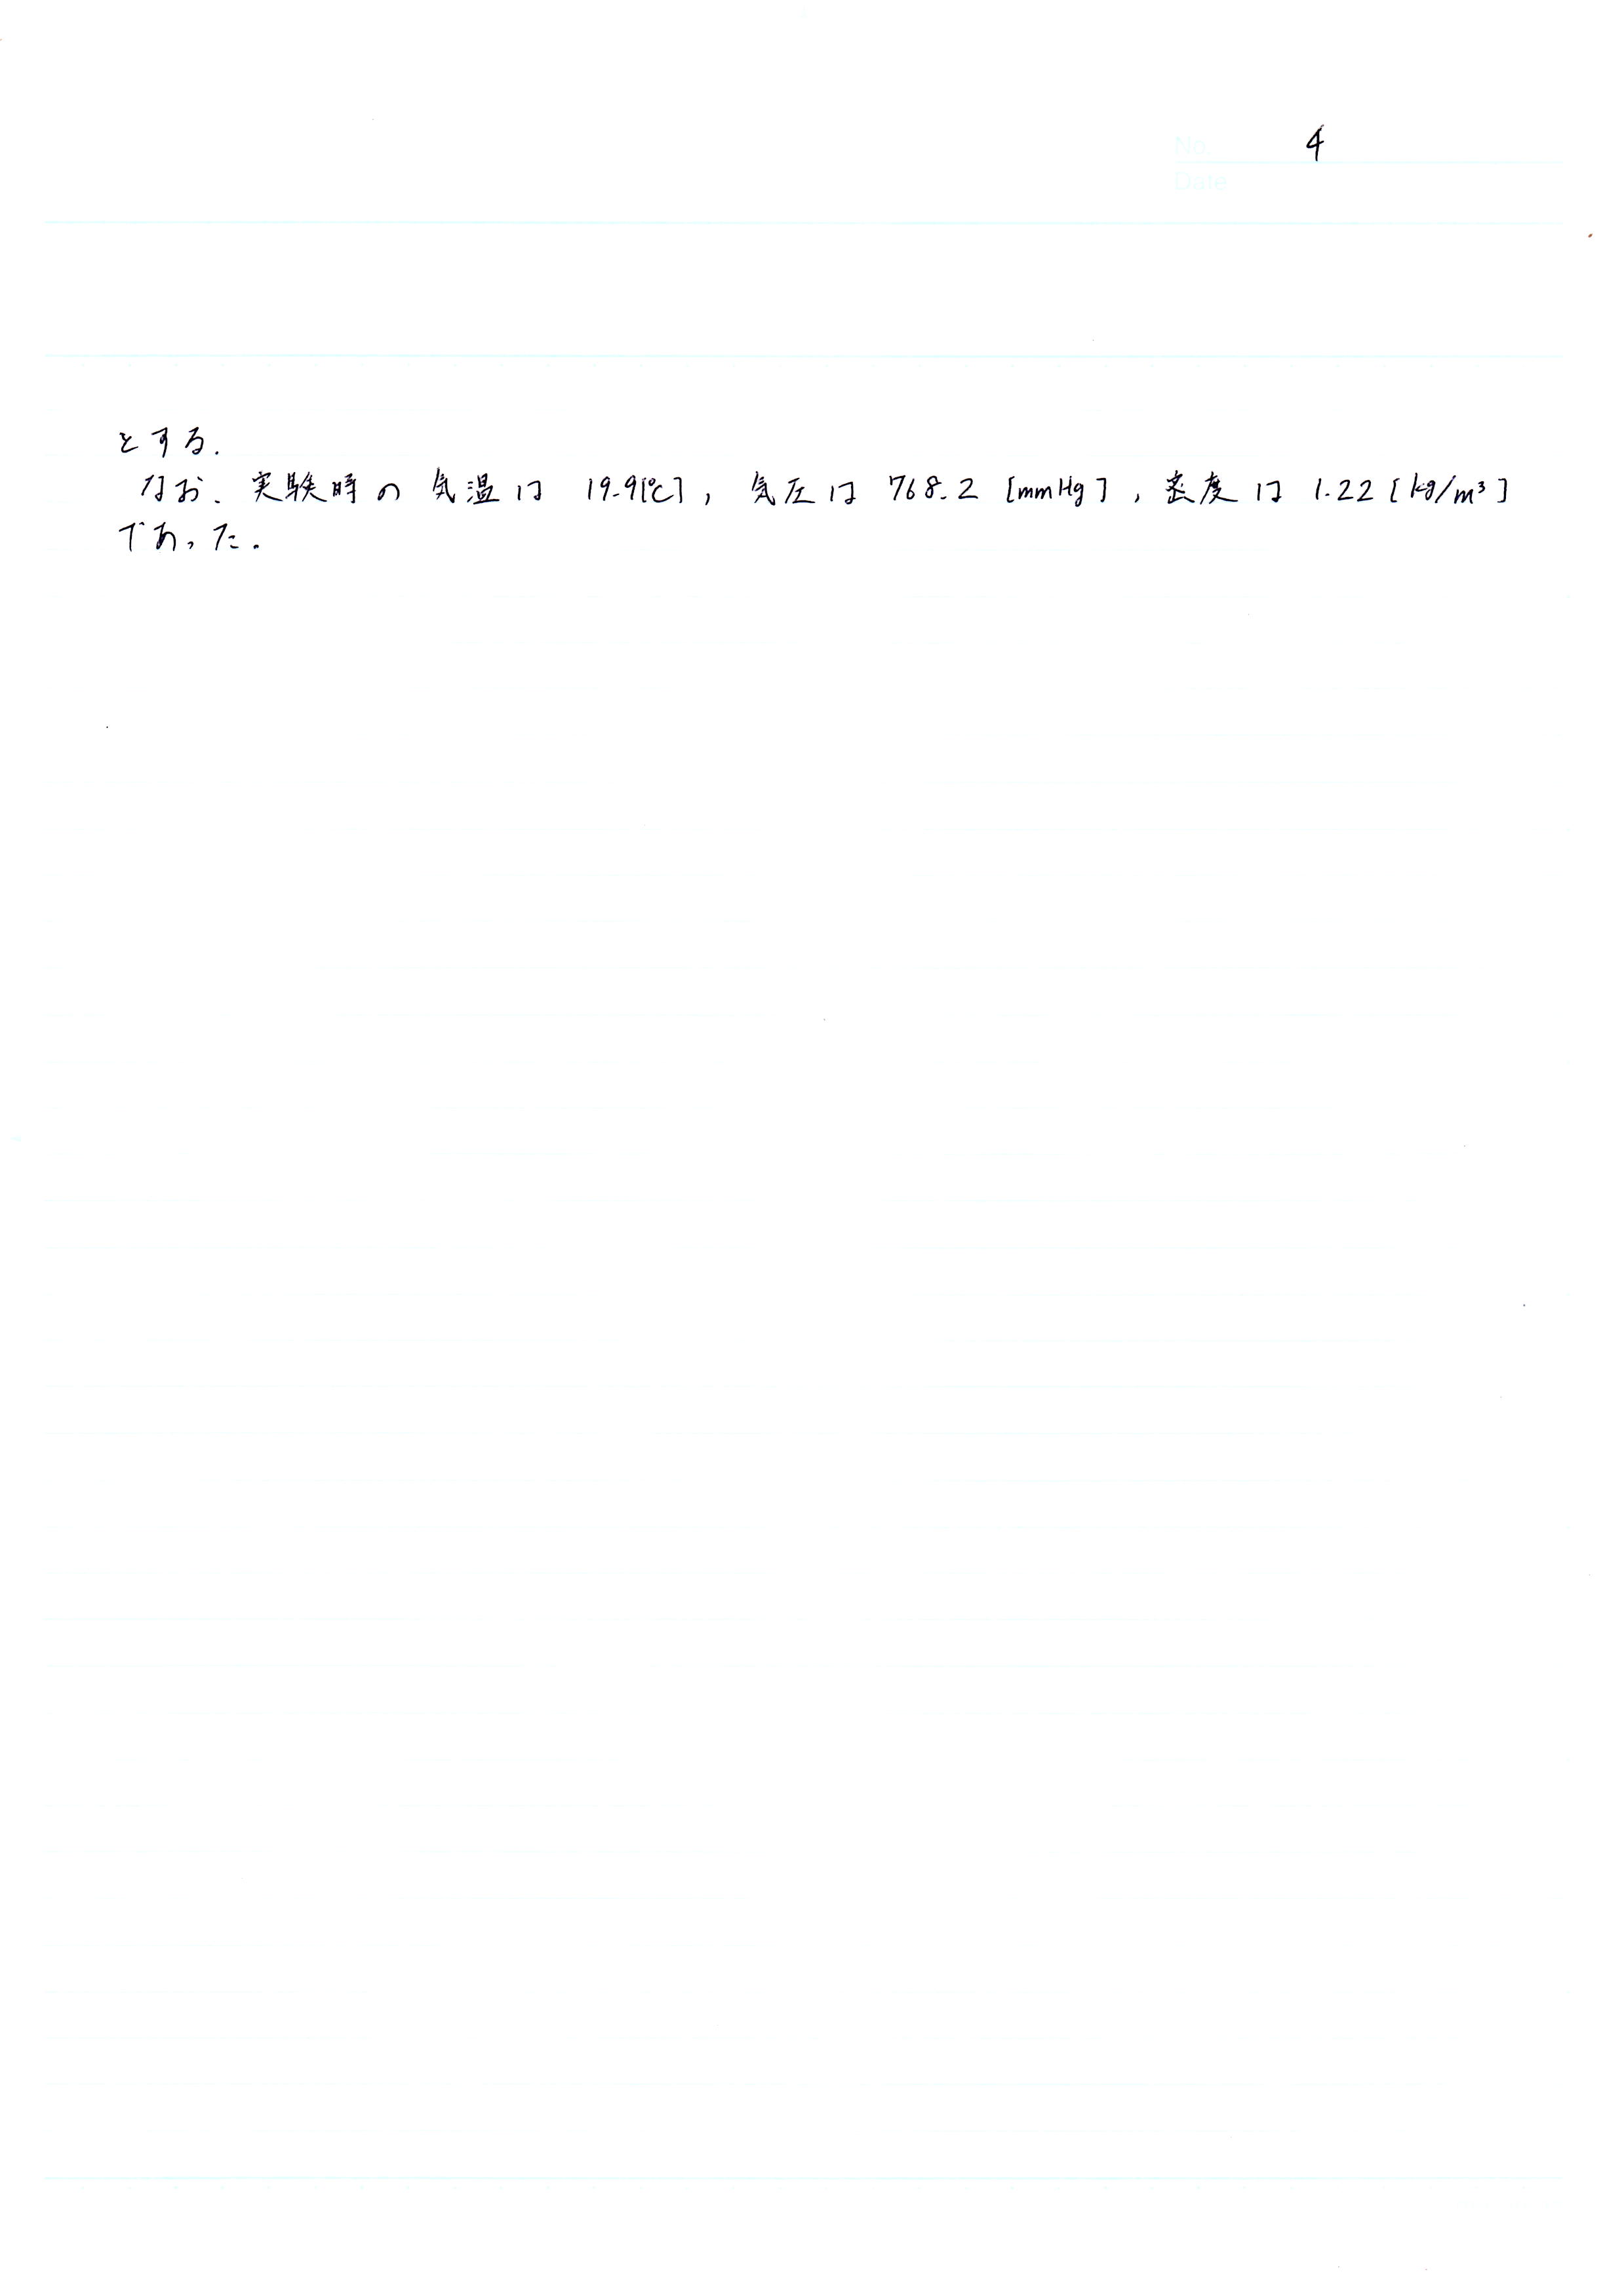 No. 4
Date
とする.
なお、実験時の気温は 19.9[℃], 気圧は 768.2 [mmHg], 密度は 1.22 [kg/m³]
であった.